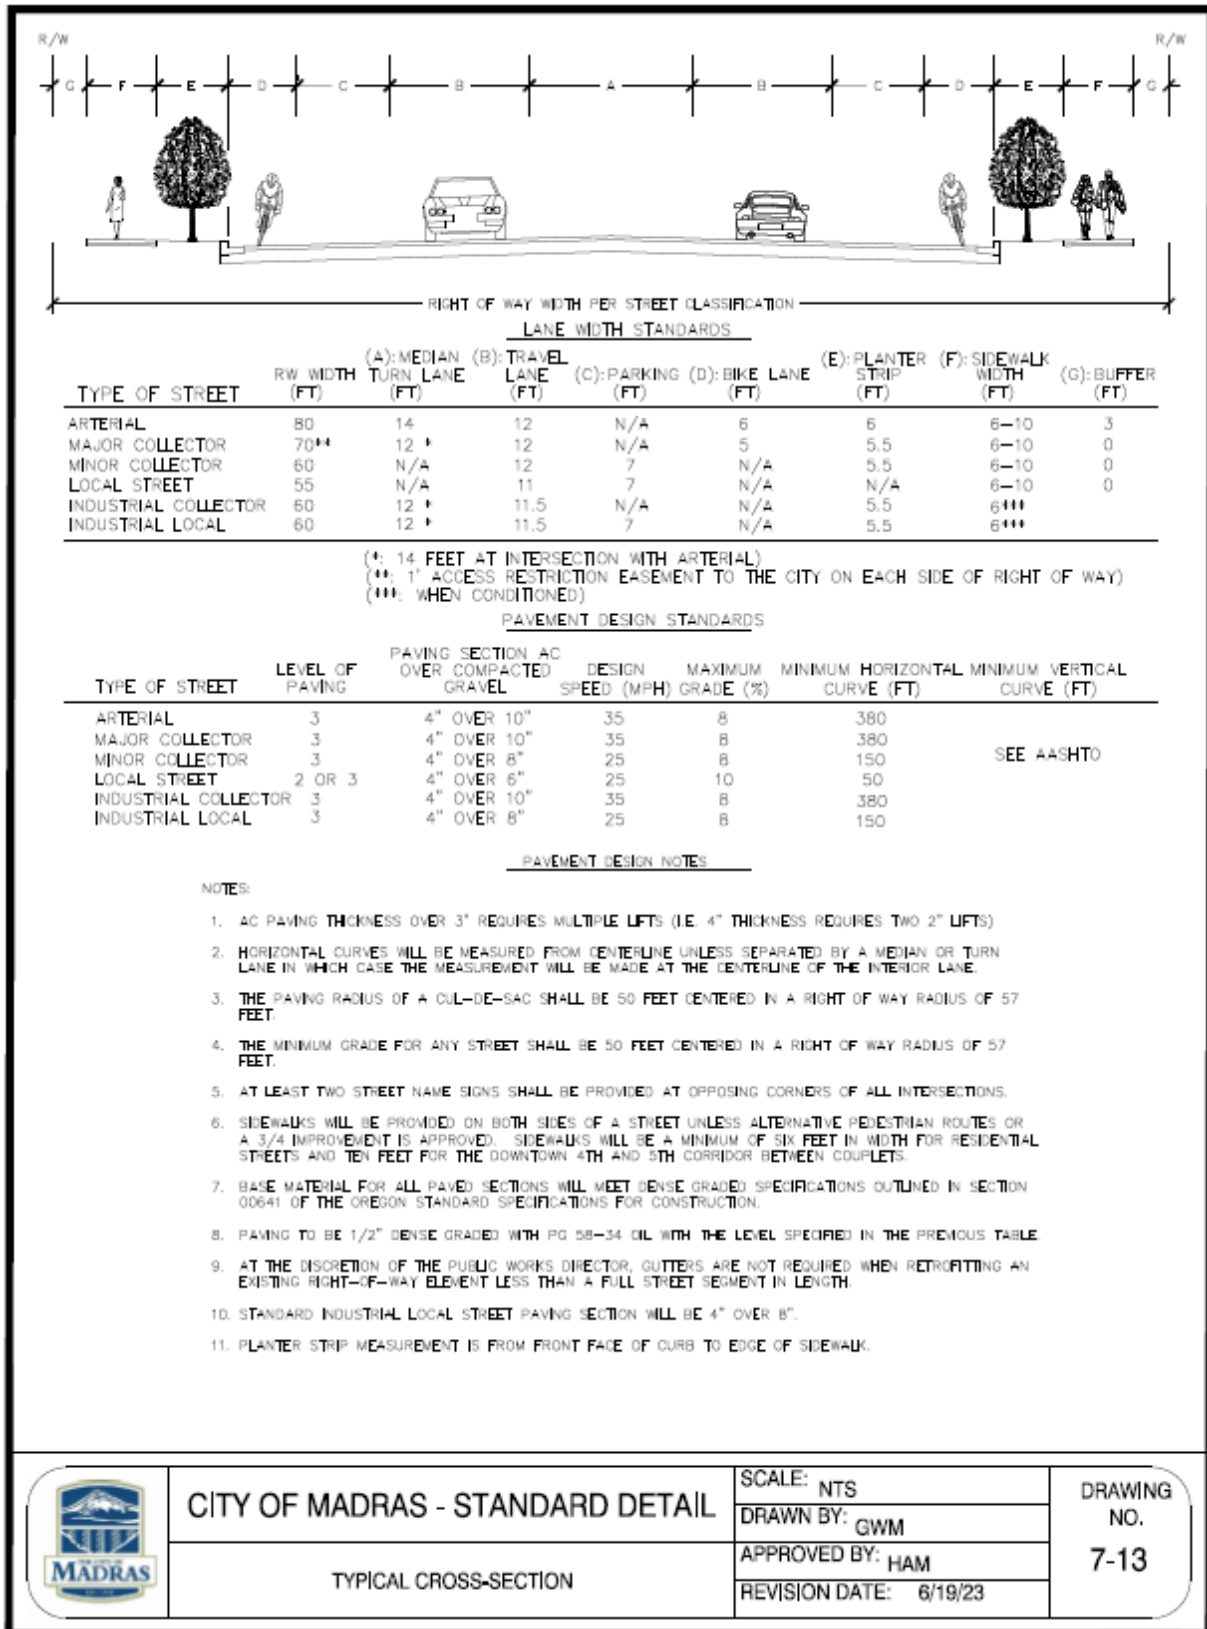 R/W R/W
G F E D C B A B C D E F G
RIGHT OF WAY WIDTH PER STREET CLASSIFICATION
LANE WIDTH STANDARDS
(A): MEDIAN (B): TRAVEL (E): PLANTER (F): SIDEWALK
RW WIDTH TURN LANE LANE (C): PARKING (D): BIKE LANE STRIP WIDTH (G): BUFFER
TYPE OF STREET (FT) (FT) (FT) (FT) (FT) (FT) (FT) (FT)
ARTERIAL 80 14 12 N/A 6 6 6-10 3
MAJOR COLLECTOR 70** 12 * 12 N/A 5 5.5 6-10 0
MINOR COLLECTOR 60 N/A 12 7 N/A 5.5 6-10 0
LOCAL STREET 55 N/A 11 7 N/A N/A 6-10 0
INDUSTRIAL COLLECTOR 60 12 * 11.5 N/A N/A 5.5 6***
INDUSTRIAL LOCAL 60 12 * 11.5 7 N/A 5.5 6***
(*: 14 FEET AT INTERSECTION WITH ARTERIAL)
(**: 1' ACCESS RESTRICTION EASEMENT TO THE CITY ON EACH SIDE OF RIGHT OF WAY)
(***: WHEN CONDITIONED)
PAVEMENT DESIGN STANDARDS
PAVING SECTION AC
LEVEL OF OVER COMPACTED DESIGN MAXIMUM MINIMUM HORIZONTAL MINIMUM VERTICAL
TYPE OF STREET PAVING GRAVEL SPEED (MPH) GRADE (%) CURVE (FT) CURVE (FT)
ARTERIAL 3 4" OVER 10" 35 8 380
MAJOR COLLECTOR 3 4" OVER 10" 35 8 380
MINOR COLLECTOR 3 4" OVER 8" 25 8 150 SEE AASHTO
LOCAL STREET 2 OR 3 4" OVER 6" 25 10 50
INDUSTRIAL COLLECTOR 3 4" OVER 10" 35 8 380
INDUSTRIAL LOCAL 3 4" OVER 8" 25 8 150
PAVEMENT DESIGN NOTES
NOTES:
1. AC PAVING THICKNESS OVER 3" REQUIRES MULTIPLE LIFTS (I.E. 4" THICKNESS REQUIRES TWO 2" LIFTS)
2. HORIZONTAL CURVES WILL BE MEASURED FROM CENTERLINE UNLESS SEPARATED BY A MEDIAN OR TURN
LANE IN WHICH CASE THE MEASUREMENT WILL BE MADE AT THE CENTERLINE OF THE INTERIOR LANE.
3. THE PAVING RADIUS OF A CUL-DE-SAC SHALL BE 50 FEET CENTERED IN A RIGHT OF WAY RADIUS OF 57
FEET.
4. THE MINIMUM GRADE FOR ANY STREET SHALL BE 50 FEET CENTERED IN A RIGHT OF WAY RADIUS OF 57
FEET.
5. AT LEAST TWO STREET NAME SIGNS SHALL BE PROVIDED AT OPPOSING CORNERS OF ALL INTERSECTIONS.
6. SIDEWALKS WILL BE PROVIDED ON BOTH SIDES OF A STREET UNLESS ALTERNATIVE PEDESTRIAN ROUTES OR
A 3/4 IMPROVEMENT IS APPROVED. SIDEWALKS WILL BE A MINIMUM OF SIX FEET IN WIDTH FOR RESIDENTIAL
STREETS AND TEN FEET FOR THE DOWNTOWN 4TH AND 5TH CORRIDOR BETWEEN COUPLETS.
7. BASE MATERIAL FOR ALL PAVED SECTIONS WILL MEET DENSE GRADED SPECIFICATIONS OUTLINED IN SECTION
00641 OF THE OREGON STANDARD SPECIFICATIONS FOR CONSTRUCTION.
8. PAVING TO BE 1/2" DENSE GRADED WITH PG 58-34 OIL WITH THE LEVEL SPECIFIED IN THE PREVIOUS TABLE.
9. AT THE DISCRETION OF THE PUBLIC WORKS DIRECTOR, GUTTERS ARE NOT REQUIRED WHEN RETROFITTING AN
EXISTING RIGHT-OF-WAY ELEMENT LESS THAN A FULL STREET SEGMENT IN LENGTH.
10. STANDARD INDUSTRIAL LOCAL STREET PAVING SECTION WILL BE 4" OVER 8".
11. PLANTER STRIP MEASUREMENT IS FROM FRONT FACE OF CURB TO EDGE OF SIDEWALK.
MADRAS
CITY OF MADRAS - STANDARD DETAIL
TYPICAL CROSS-SECTION
SCALE: NTS
DRAWN BY: GWM
APPROVED BY: HAM
REVISION DATE: 6/19/23
DRAWING
NO.
7-13